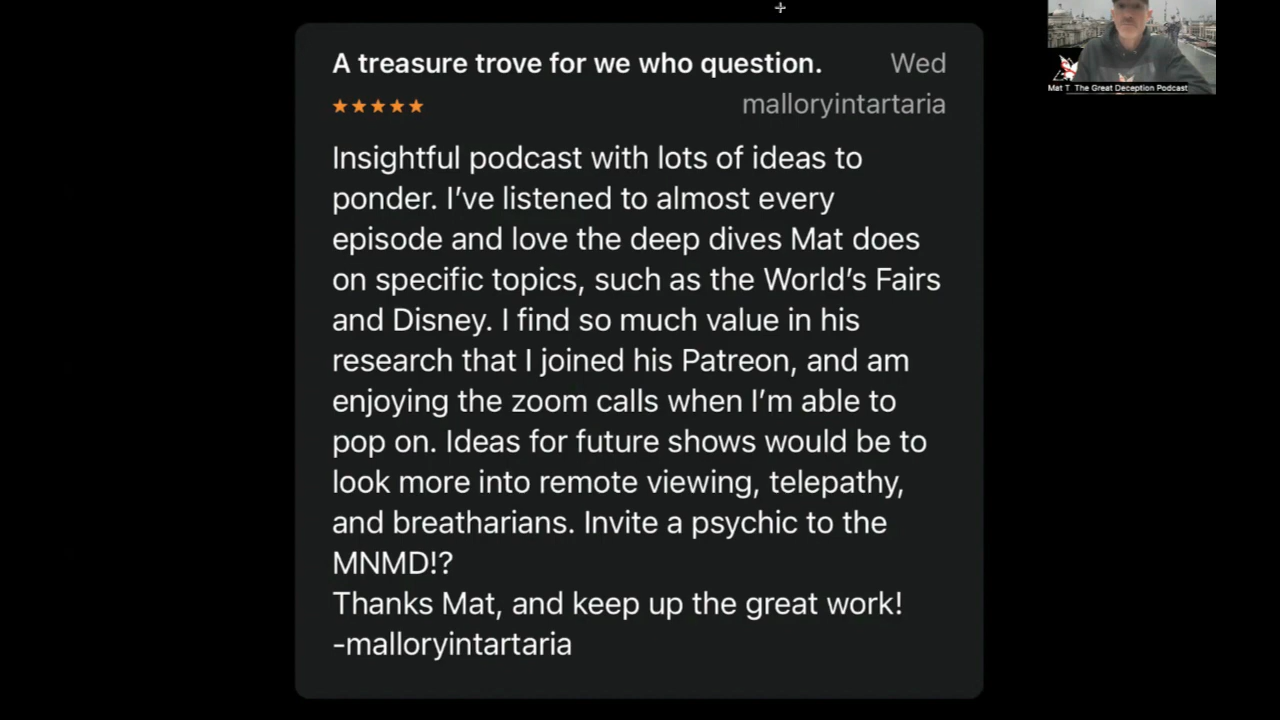 A treasure trove for we who question.
Wed
★★★★★
malloryintartaria
Insightful podcast with lots of ideas to
ponder. I’ve listened to almost every
episode and love the deep dives Mat does
on specific topics, such as the World’s Fairs
and Disney. I find so much value in his
research that I joined his Patreon, and am
enjoying the zoom calls when I’m able to
pop on. Ideas for future shows would be to
look more into remote viewing, telepathy,
and breatharians. Invite a psychic to the
MNMD!?
Thanks Mat, and keep up the great work!
-malloryintartaria
Mat T The Great Deception Podcast